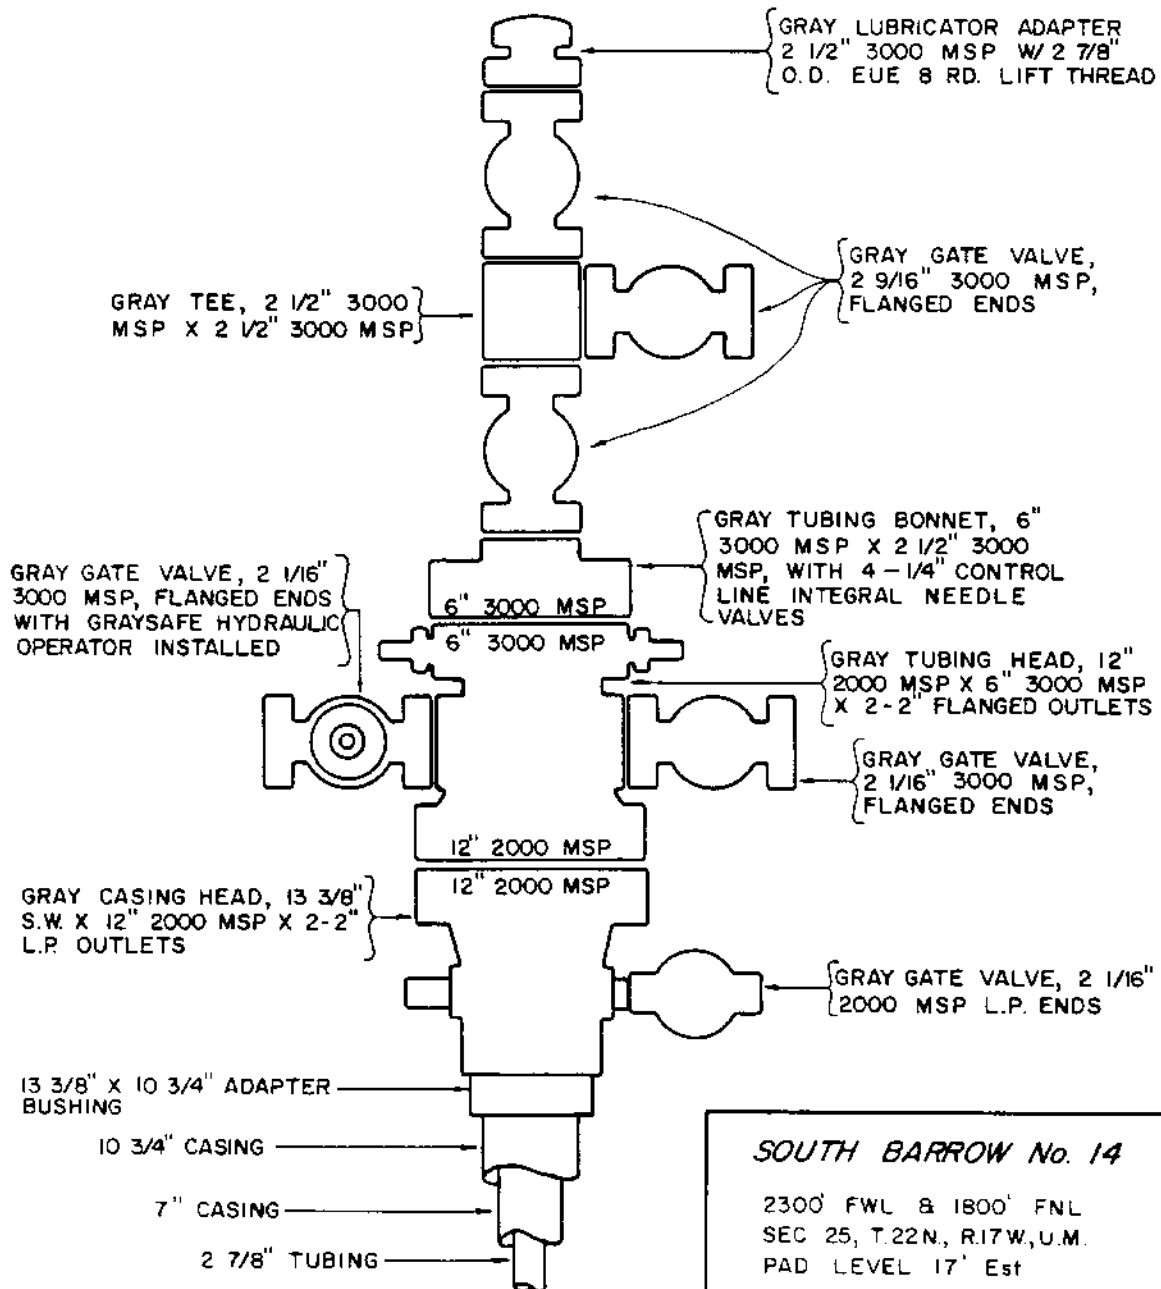 GRAY LUBRICATOR ADAPTER
2 1/2" 3000 MSP W/ 2 7/8"
O.D. EUE 8 RD. LIFT THREAD
GRAY GATE VALVE,
2 9/16" 3000 MSP,
FLANGED ENDS
GRAY TEE, 2 1/2" 3000
MSP X 2 1/2" 3000 MSP
GRAY TUBING BONNET, 6"
3000 MSP X 2 1/2" 3000
MSP, WITH 4-1/4" CONTROL
LINE INTEGRAL NEEDLE
VALVES
GRAY GATE VALVE, 2 1/16"
3000 MSP, FLANGED ENDS
WITH GRAYSAFE HYDRAULIC
OPERATOR INSTALLED
6" 3000 MSP
6" 3000 MSP
GRAY TUBING HEAD, 12"
2000 MSP X 6" 3000 MSP
X 2-2" FLANGED OUTLETS
GRAY GATE VALVE,
2 1/16" 3000 MSP,
FLANGED ENDS
12" 2000 MSP
12" 2000 MSP
GRAY CASING HEAD, 13 3/8"
S.W. X 12" 2000 MSP X 2-2"
L.P. OUTLETS
GRAY GATE VALVE, 2 1/16"
2000 MSP L.P. ENDS
13 3/8" X 10 3/4" ADAPTER
BUSHING
10 3/4" CASING
7" CASING
2 7/8" TUBING
SOUTH BARROW No. 14
2300' FWL & 1800' FNL
SEC 25, T.22N., R.17W., U.M.
PAD LEVEL 17' Est